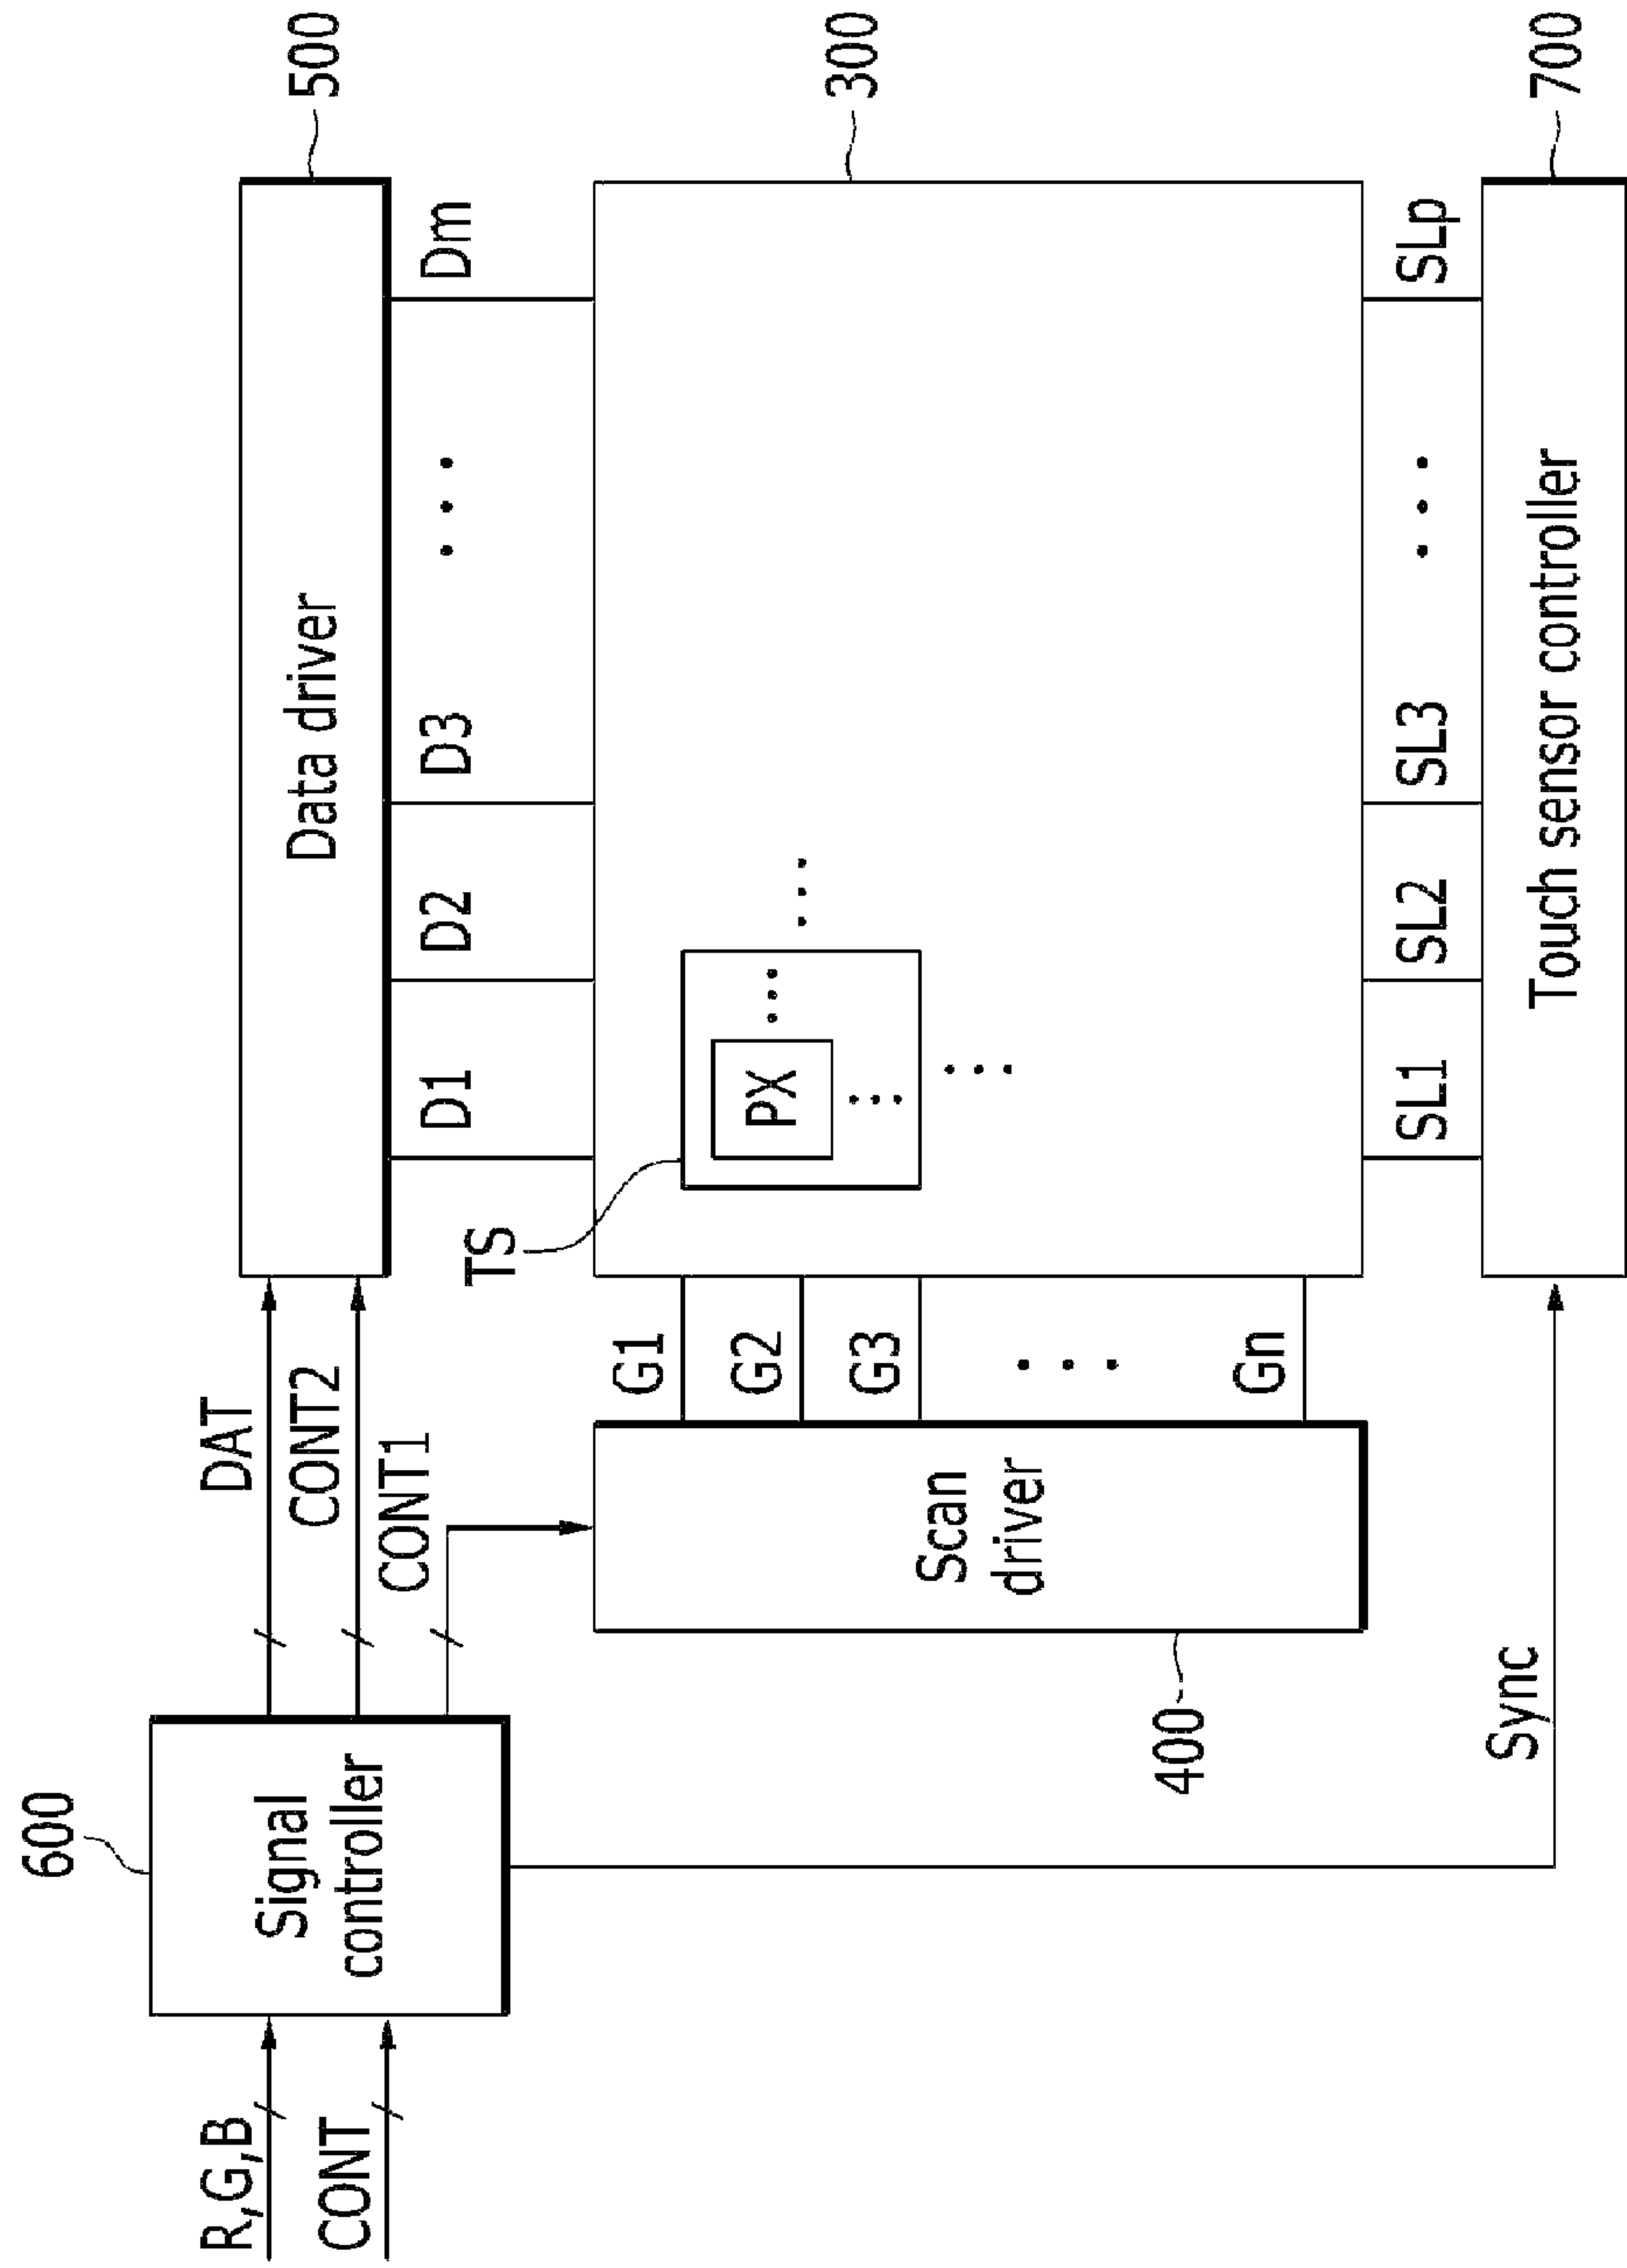 600
R,G,B
CONT
Signal
controller
DAT
CONT2
CONT1
Data driver
500
D1
D2
D3
...
Dm
TS
PX
...
...
...
...
300
G1
G2
G3
...
Gn
Scan
driver
400
Sync
SL1
SL2
SL3
...
SLp
Touch sensor controller
700